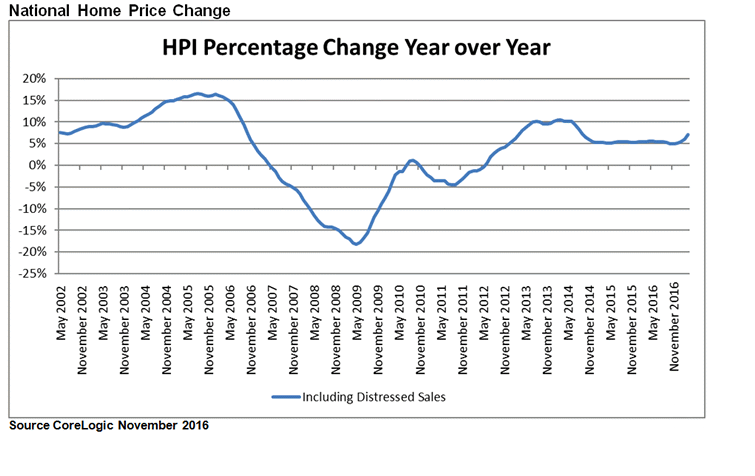 National Home Price Change
HPI Percentage Change Year over Year
20%
15%
10%
5%
0%
-5%
-10%
-15%
-20%
-25%
May 2002
November 2002
May 2003
November 2003
May 2004
November 2004
May 2005
November 2005
May 2006
November 2006
May 2007
November 2007
May 2008
November 2008
May 2009
November 2009
May 2010
November 2010
May 2011
November 2011
May 2012
November 2012
May 2013
November 2013
May 2014
November 2014
May 2015
November 2015
May 2016
November 2016
Including Distressed Sales
Source CoreLogic November 2016